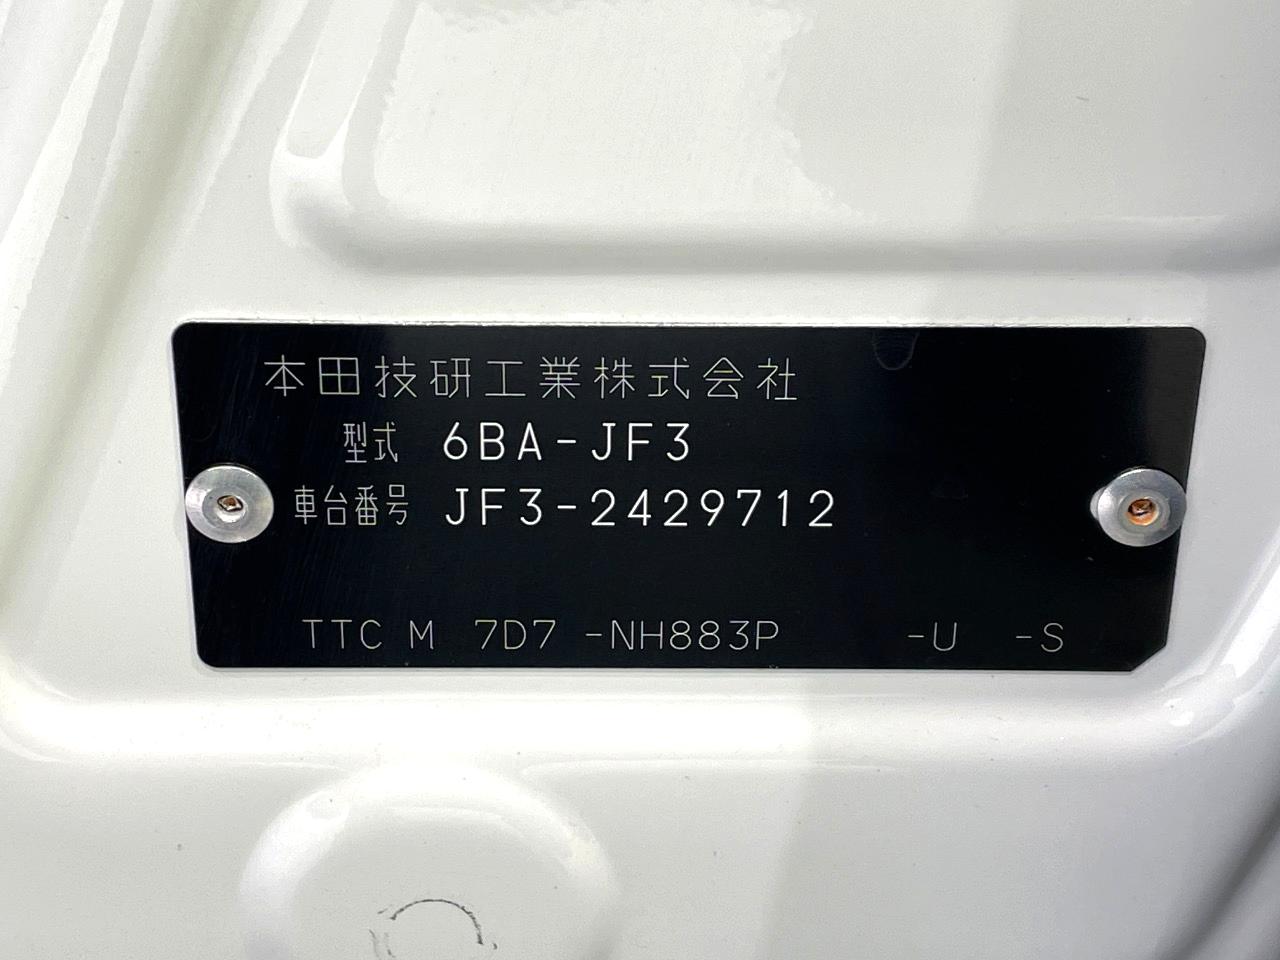 本田技研工業株式会社
型式 6BA-JF3
車台番号 JF3-2429712
TTC M 7D7 -NH883P -U -S